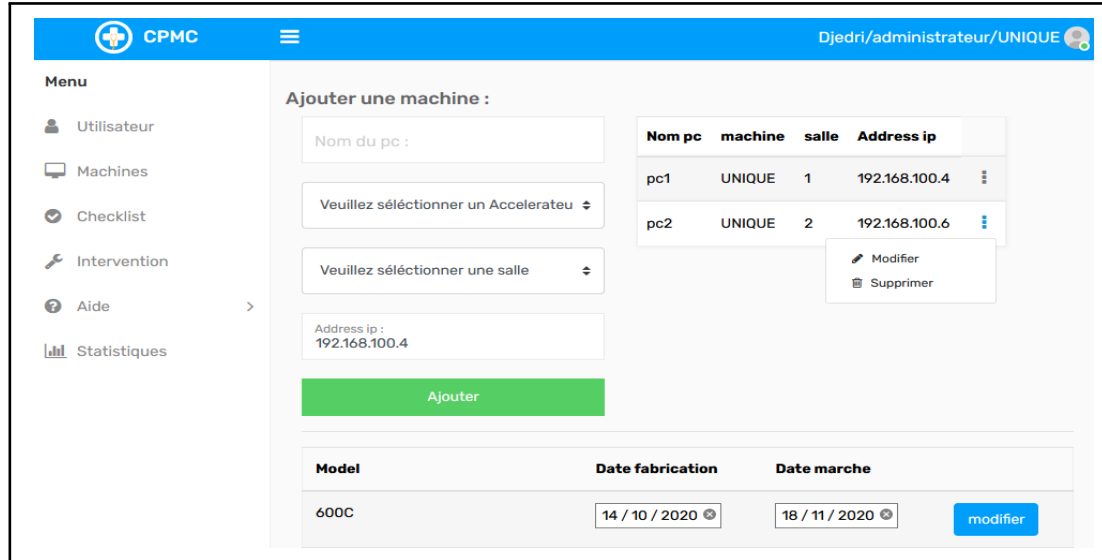 CPMC
Djedri/administrateur/UNIQUE
Menu
Utilisateur
Machines
Checklist
Intervention
Aide
Statistiques
Ajouter une machine :
Nom du pc :
Veuillez séléctionner un Accelerateu
Veuillez séléctionner une salle
Address ip :
192.168.100.4
Ajouter
Nom pc machine salle Address ip
pc1 UNIQUE 1 192.168.100.4
pc2 UNIQUE 2 192.168.100.6
Modifier
Supprimer
Model Date fabrication Date marche
600C 14 / 10 / 2020 18 / 11 / 2020 modifier